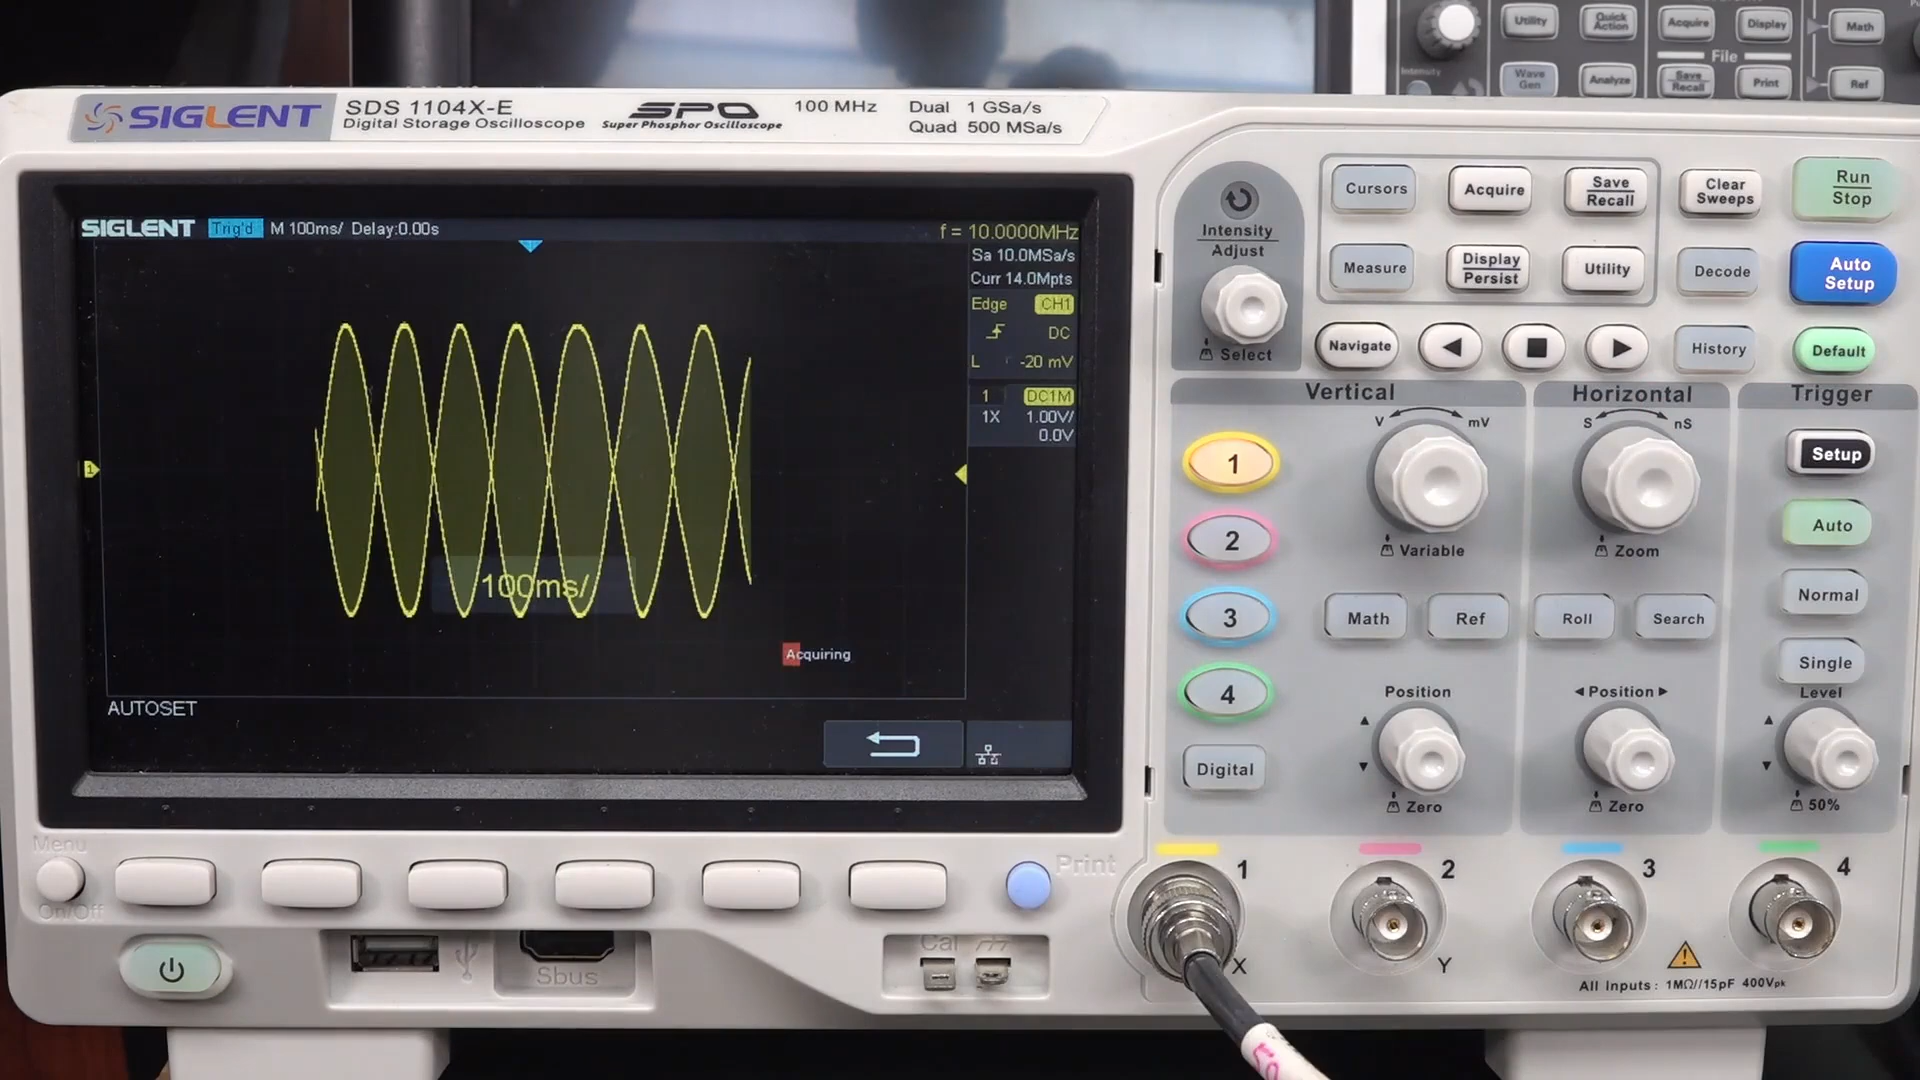 Utility
Quick Action
Acquire
Display
Math
Intensity
File
Wave Gen
Analyze
Save Recall
Print
Ref
SIGLENT
SDS 1104X-E
Digital Storage Oscilloscope
SPO
Super Phosphor Oscilloscope
100 MHz
Dual 1 GSa/s
Quad 500 MSa/s
SIGLENT Trig'd M 100ms/ Delay:0.00s
f = 10.0000MHz
Sa 10.0MSa/s
Curr 14.0Mpts
Edge CH1
DC
L -20 mV
1 DC1M
1X 1.00V/
0.0V
1
100ms/
Acquiring
AUTOSET
Intensity
Adjust
Select
Cursors
Acquire
Save
Recall
Clear
Sweeps
Run
Stop
Measure
Display
Persist
Utility
Decode
Auto
Setup
Navigate
History
Default
Vertical
Horizontal
Trigger
V mV
S nS
1
2
3
4
Digital
Variable
Zoom
Setup
Auto
Normal
Single
Math
Ref
Roll
Search
Position
Position
Level
Zero
Zero
50%
Menu
On/Off
Print
Sbus
Cal
1
2
3
4
X
Y
All Inputs : 1MΩ//15pF 400Vpk